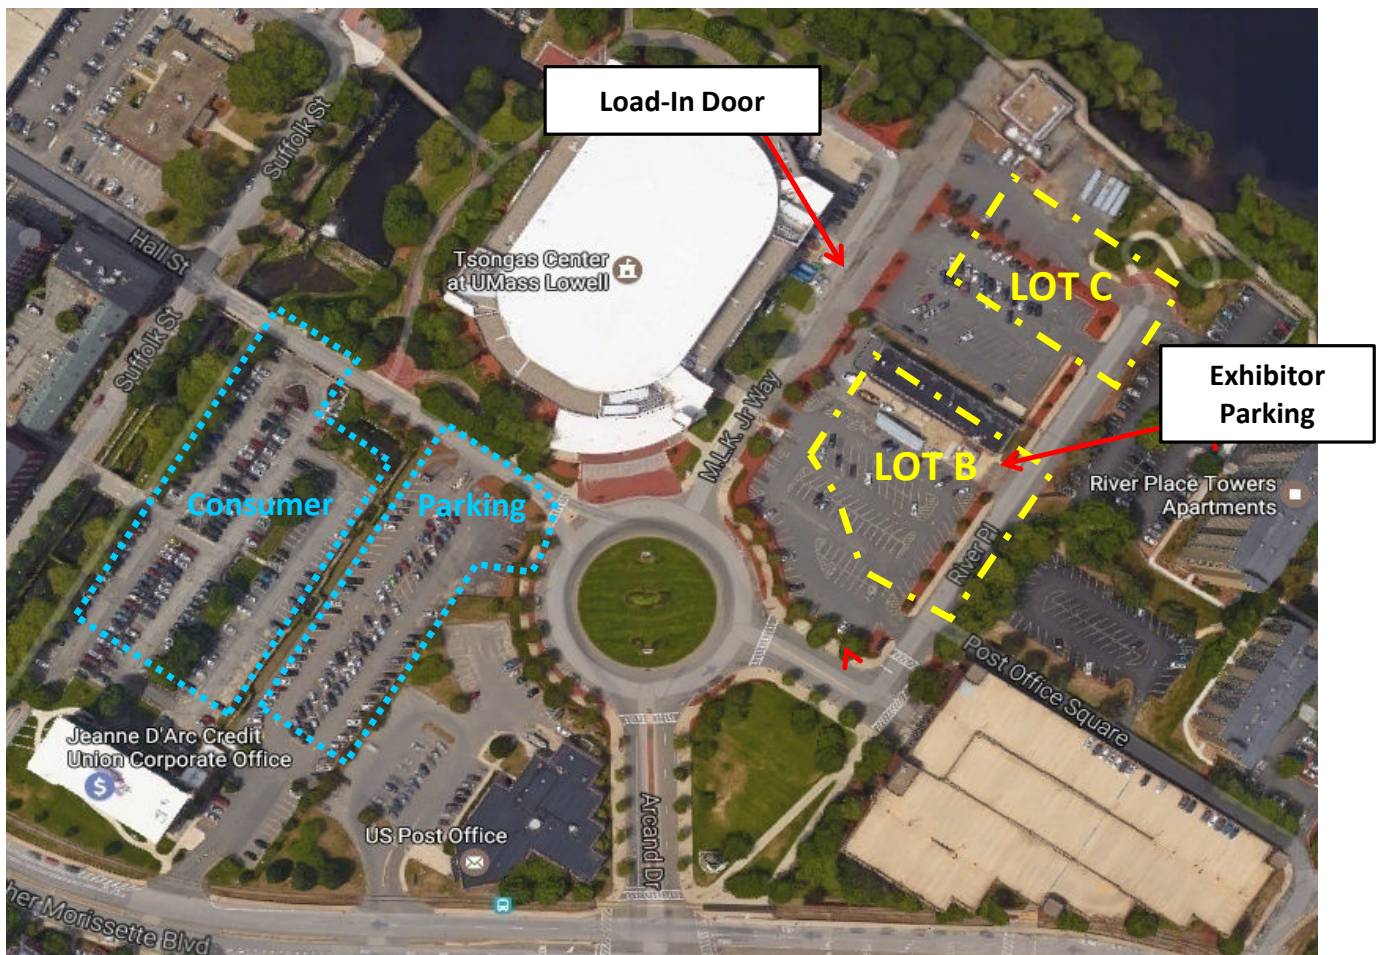 Load-In Door
Suffolk St
Hall St
Tsongas Center
at UMass Lowell
LOT C
Suffolk St
Exhibitor
Parking
M.L.K. Jr Way
LOT B
Consumer
Parking
River Place Towers
Apartments
River Pl
Post Office Square
Jeanne D'Arc Credit
Union Corporate Office
$
US Post Office
Arcand Dr
her Morissette Blvd